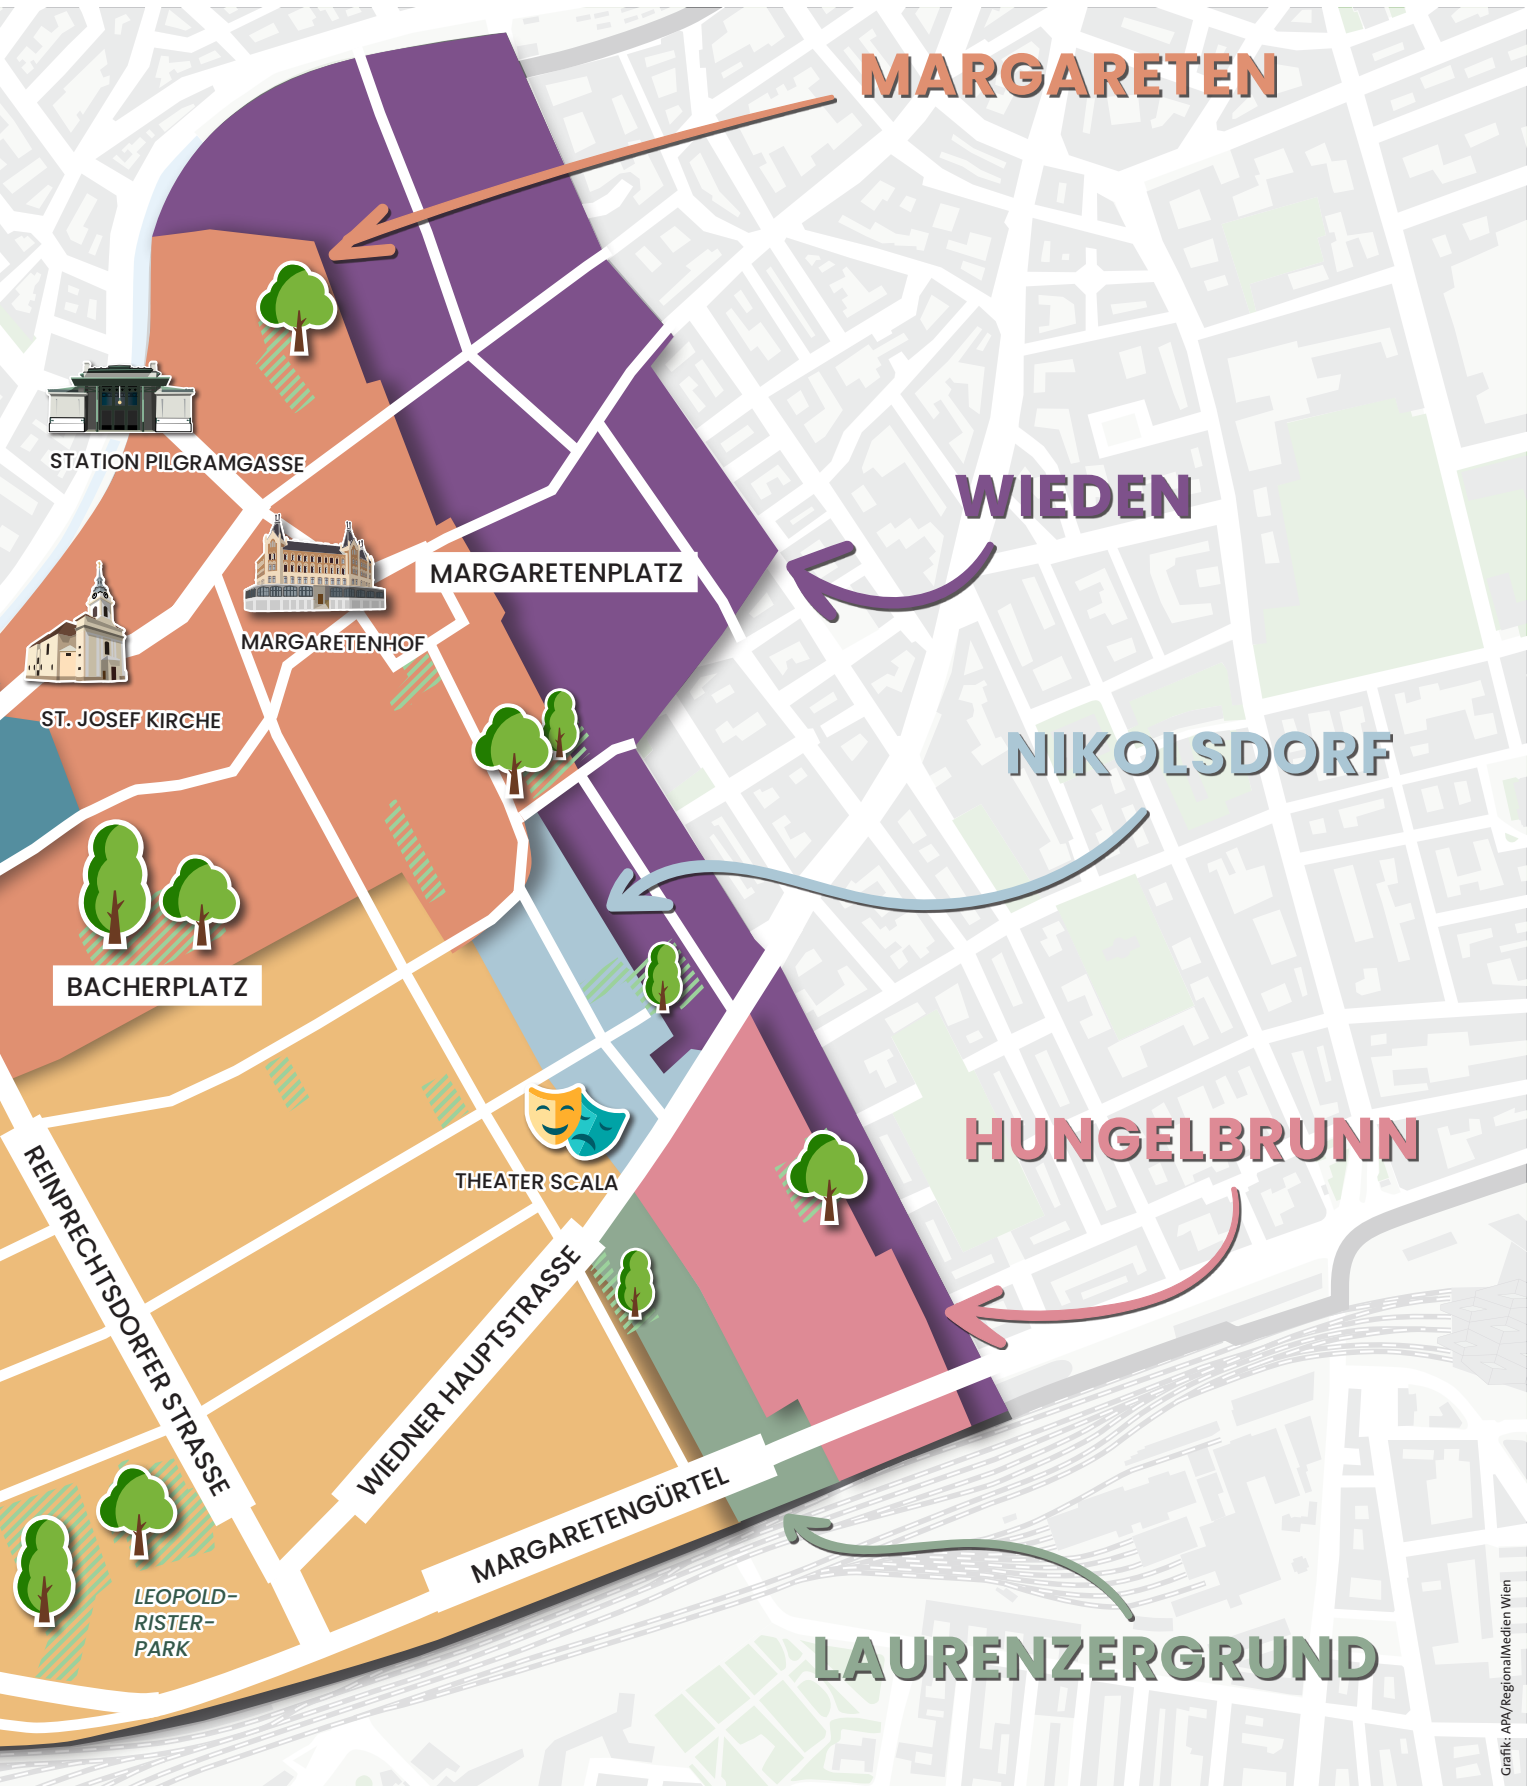 MARGARETEN
STATION PILGRAMGASSE
WIEDEN
MARGARETENPLATZ
MARGARETENHOF
ST. JOSEF KIRCHE
NIKOLSDORF
BACHERPLATZ
HUNGELBRUNN
THEATER SCALA
REINPRECHTSDORFER STRASSE
WIEDNER HAUPTSTRASSE
MARGARETENGÜRTEL
LEOPOLD-
RISTER-
PARK
LAURENZERGRUND
Grafik: APA/RegionalMedien Wien